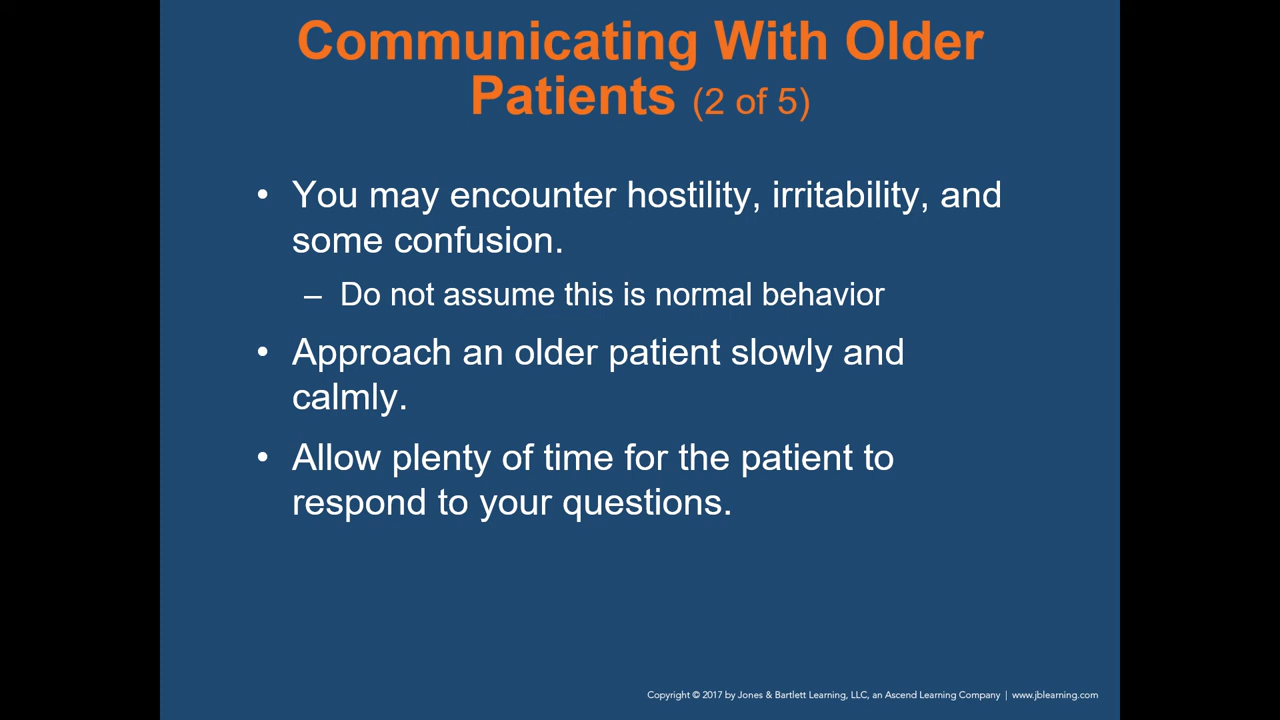 Communicating With Older
Patients (2 of 5)
• You may encounter hostility, irritability, and
some confusion.
– Do not assume this is normal behavior
• Approach an older patient slowly and
calmly.
• Allow plenty of time for the patient to
respond to your questions.
Copyright © 2017 by Jones & Bartlett Learning, LLC, an Ascend Learning Company | www.jblearning.com